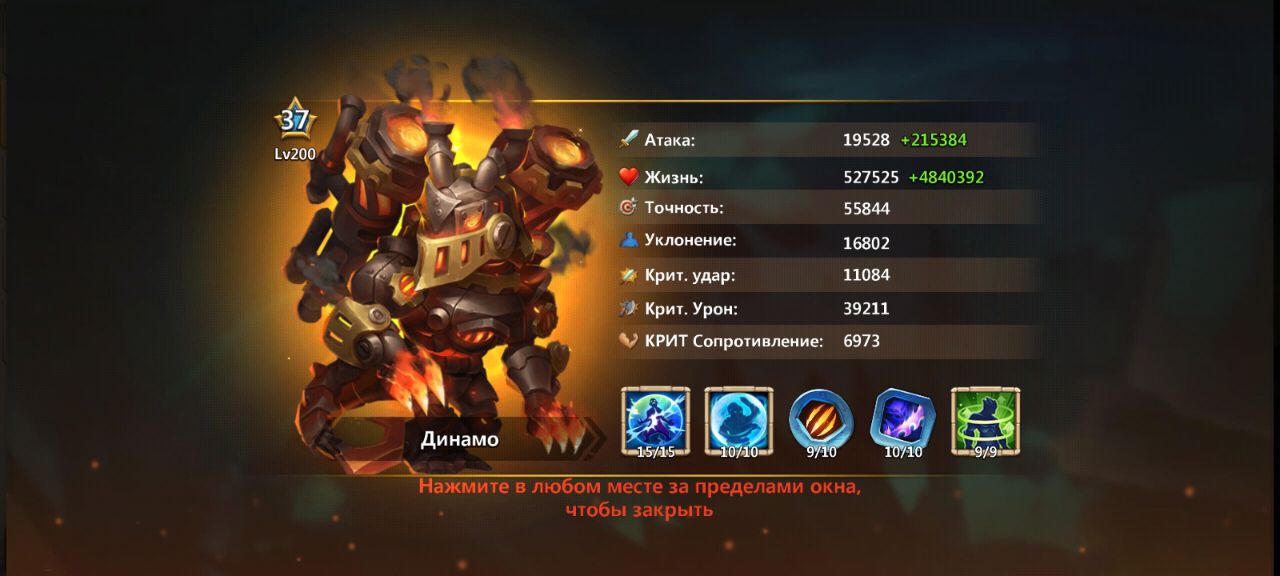 37
Lv200
Атака: 19528 +215384
Жизнь: 527525 +4840392
Точность: 55844
Уклонение: 16802
Крит. удар: 11084
Крит. Урон: 39211
КРИТ Сопротивление: 6973
Динамо
15/15 10/10 9/10 10/10 9/9
Нажмите в любом месте за пределами окна,
чтобы закрыть